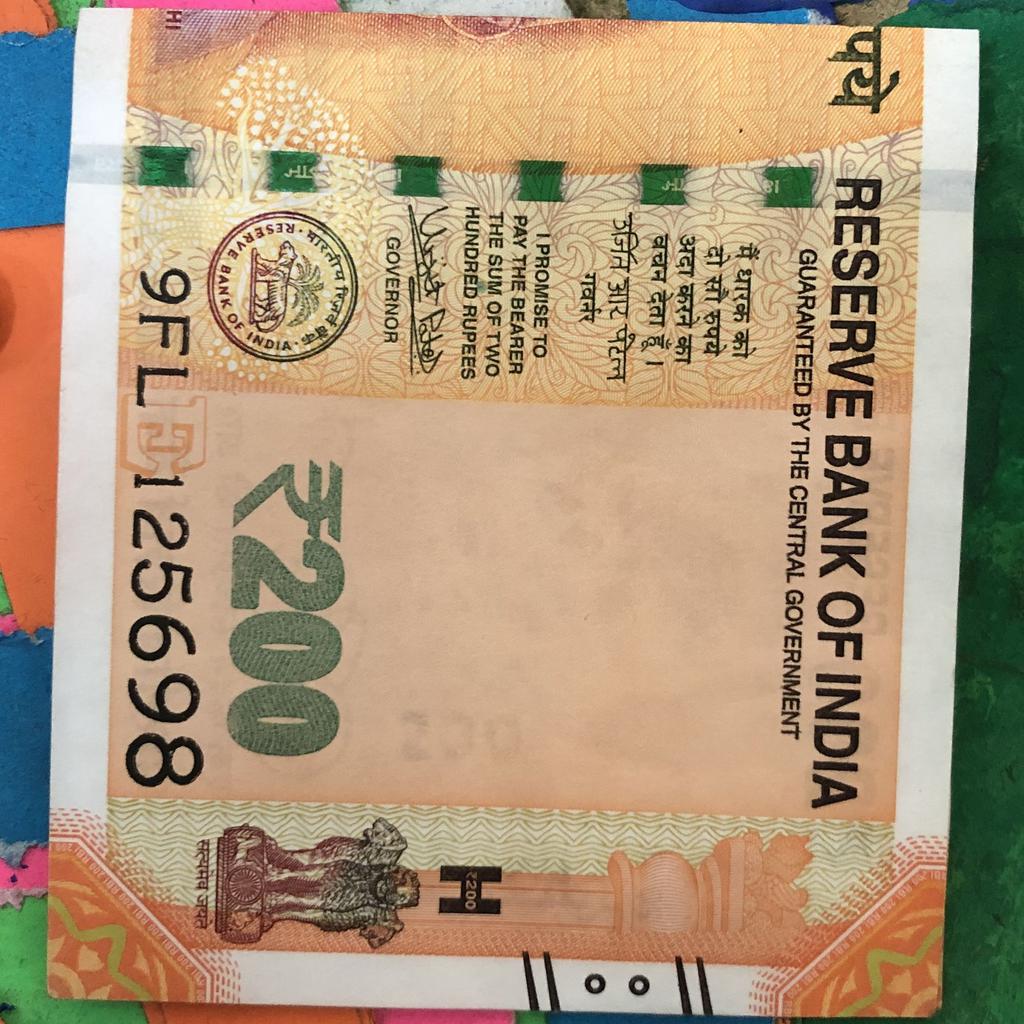 पये
RESERVE BANK OF INDIA
GUARANTEED BY THE CENTRAL GOVERNMENT
मैं धारक को
दो सौ रुपये
अदा करने का
वचन देता हूँ।
उर्जित आर पटेल
गवर्नर
I PROMISE TO
PAY THE BEARER
THE SUM OF TWO
HUNDRED RUPEES
Urjit Patel
GOVERNOR
भारतीय रिज़र्व बैंक
RESERVE BANK OF INDIA
₹200
9FL 125698
E
₹200
H
सत्यमेव जयते